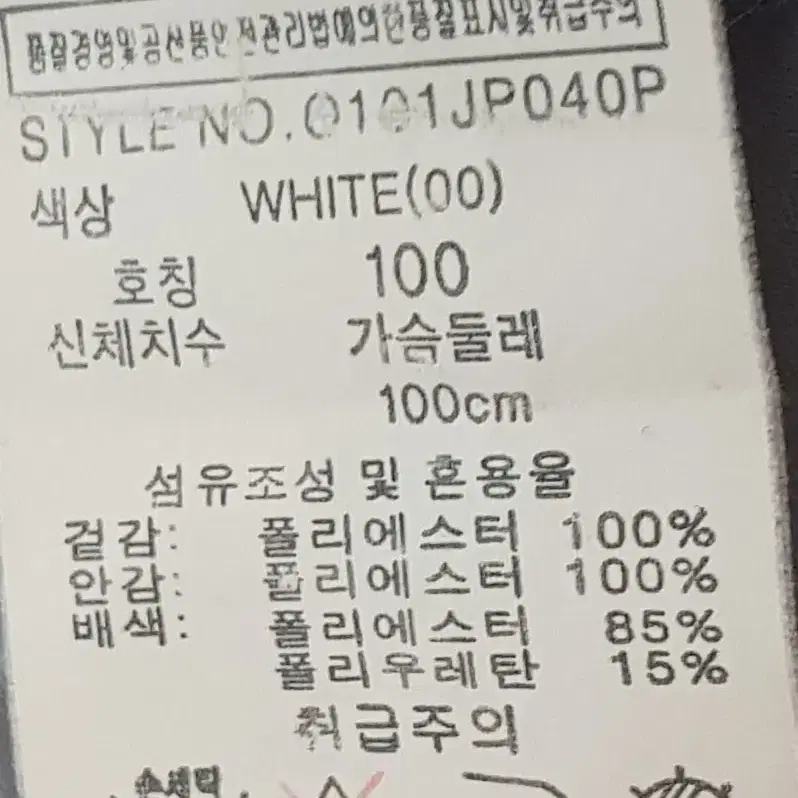 품질경영및공산품안전관리법에의한품질표시및취급주의
STYLE NO.O101JP040P
색상 WHITE(00)
호칭 100
신체치수 가슴둘레
100cm
섬유조성 및 혼용율
겉감: 폴리에스터 100%
안감: 폴리에스터 100%
배색: 폴리에스터 85%
폴리우레탄 15%
취급주의
손세탁